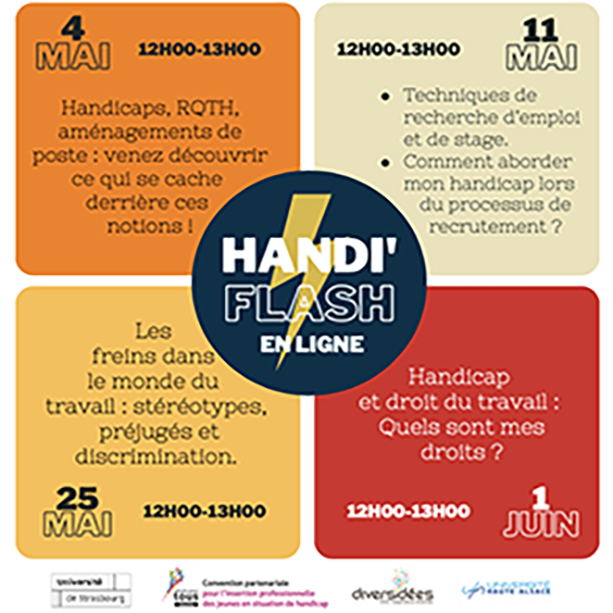 4
MAI
12H00-13H00
Handicaps, RQTH,
aménagements de
poste : venez découvrir
ce qui se cache
derrière ces
notions !
12H00-13H00
11
MAI
• Techniques de
recherche d'emploi
et de stage.
• Comment aborder
mon handicap lors
du processus de
recrutement ?
HANDI'
FLASH
EN LIGNE
Les
freins dans
le monde du
travail : stéréotypes,
préjugés et
discrimination.
25
MAI
12H00-13H00
Handicap
et droit du travail :
Quels sont mes
droits ?
12H00-13H00
1
JUIN
Université
de Strasbourg
Convention partenariale
pour l'insertion professionnelle
des jeunes en situation de handicap
diversidées
UNIVERSITÉ
HAUTE ALSACE